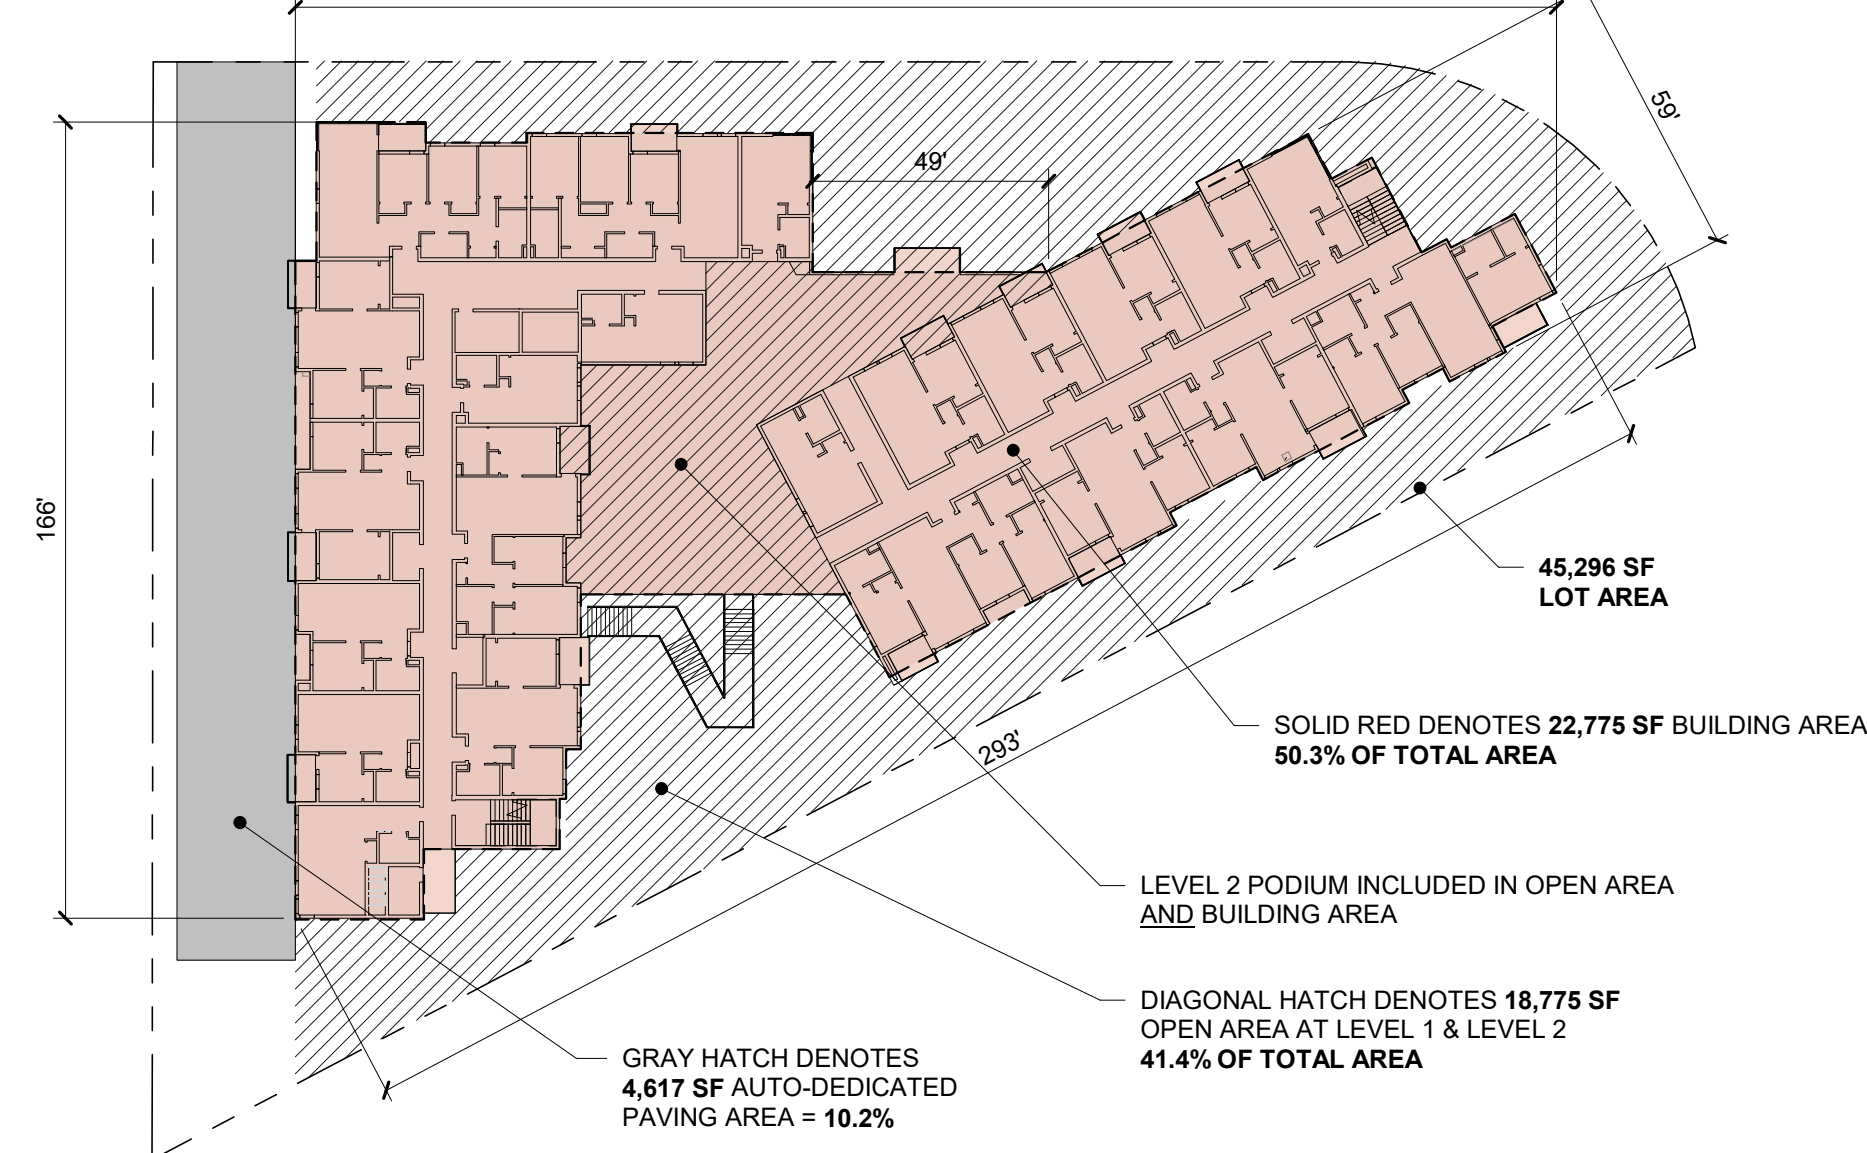 59'
49'
166'
45,296 SF
LOT AREA
SOLID RED DENOTES 22,775 SF BUILDING AREA
50.3% OF TOTAL AREA
293'
LEVEL 2 PODIUM INCLUDED IN OPEN AREA
AND BUILDING AREA
DIAGONAL HATCH DENOTES 18,775 SF
OPEN AREA AT LEVEL 1 & LEVEL 2
41.4% OF TOTAL AREA
GRAY HATCH DENOTES
4,617 SF AUTO-DEDICATED
PAVING AREA = 10.2%